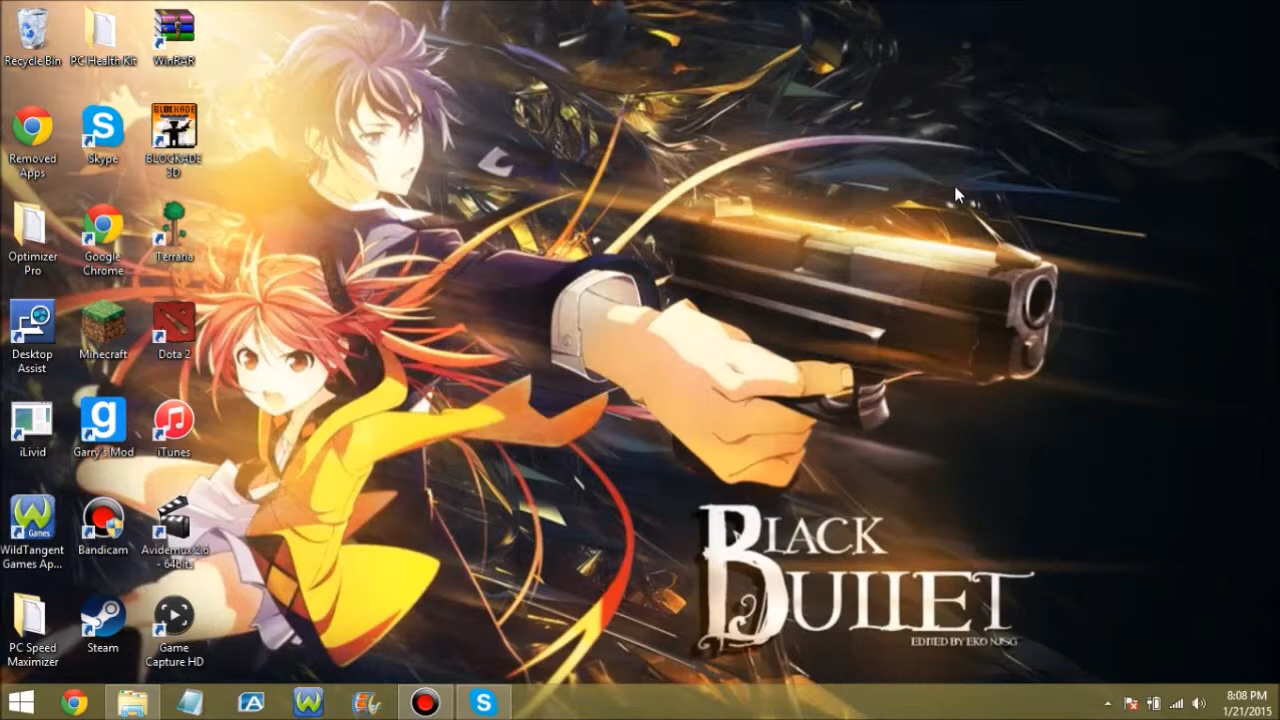 Recycle Bin
PC Health Kit
WinRAR
Removed
Apps
Skype
BLOCKADE
BLOCKADE
3D
Optimizer
Pro
Google
Chrome
Terraria
Desktop
Assist
Minecraft
Dota 2
iLivid
g
Garry's Mod
iTunes
Games
WildTangent
Games Ap...
Bandicam
Avidemux 2.6
- 64bits
PC Speed
Maximizer
Steam
Game
Capture HD
BLACK
BULLET
EDITED BY EKO NJSG
8:08 PM
1/21/2015